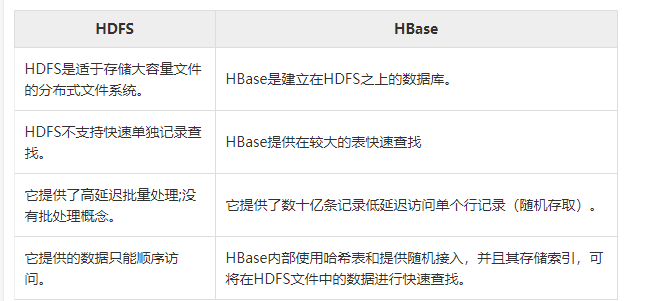 HDFS HBase
HDFS是适于存储大容量文件
的分布式文件系统。
HBase是建立在HDFS之上的数据库。
HDFS不支持快速单独记录查
找。
HBase提供在较大的表快速查找
它提供了高延迟批量处理;没
有批处理概念。
它提供了数十亿条记录低延迟访问单个行记录（随机存取）。
它提供的数据只能顺序访
问。
HBase内部使用哈希表和提供随机接入，并且其存储索引，可
将在HDFS文件中的数据进行快速查找。